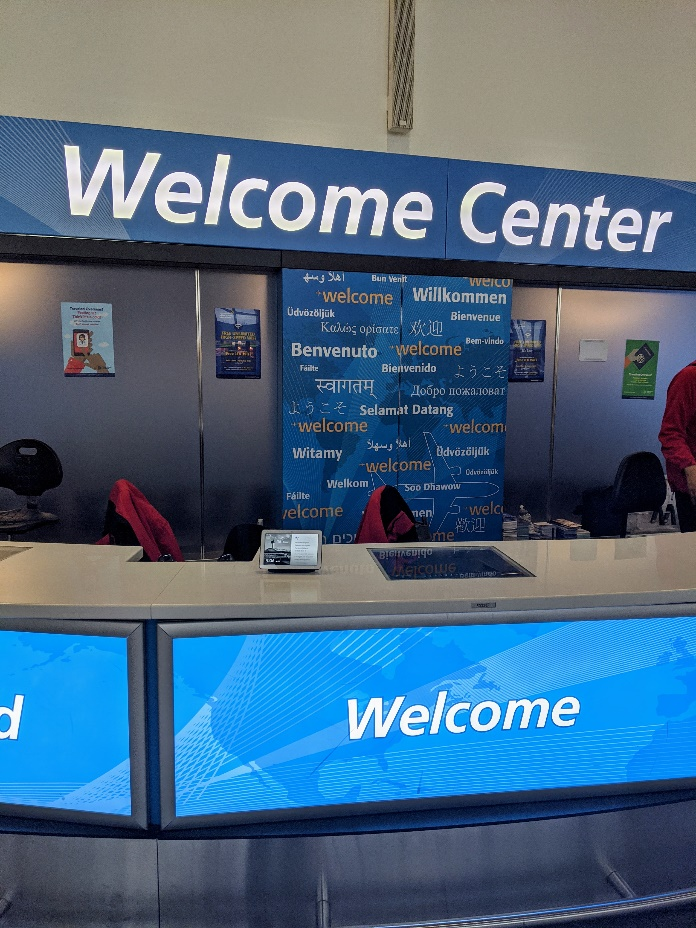 Welcome Center
اهلا وسهلا
Bun Venit
welcome
welcome
Willkommen
Üdvözöljük
Bienvenue
Καλώς ορίσατε
欢迎
Benvenuto
welcome
Bem-vindo
Fáilte
Bienvenido
ようこそ
स्वागतम्
Добро пожаловат
ようこそ
Selamat Datang
welcome
welcom
Witamy
اهلا وسهلا
Üdvözöljük
welcome
Üdvözöljük
Welkom
Soo Dhawow
Fáilte
welcome
welc
歡迎
Bienvenido
welcome
d
Welcome